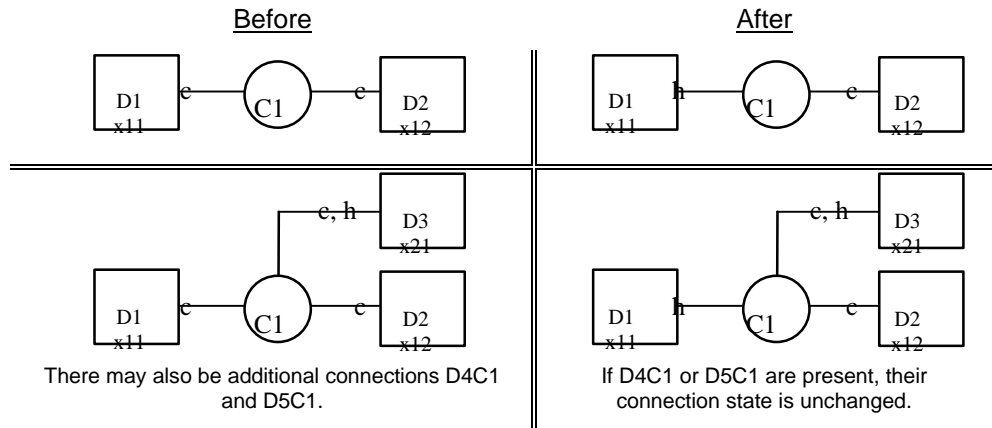 Before
After
D1 x11 c C1 c D2 x12
D1 x11 h C1 c D2 x12
c, h D3 x21
D1 x11 c C1 c D2 x12
c, h D3 x21
D1 x11 h C1 c D2 x12
There may also be additional connections D4C1
and D5C1.
If D4C1 or D5C1 are present, their
connection state is unchanged.